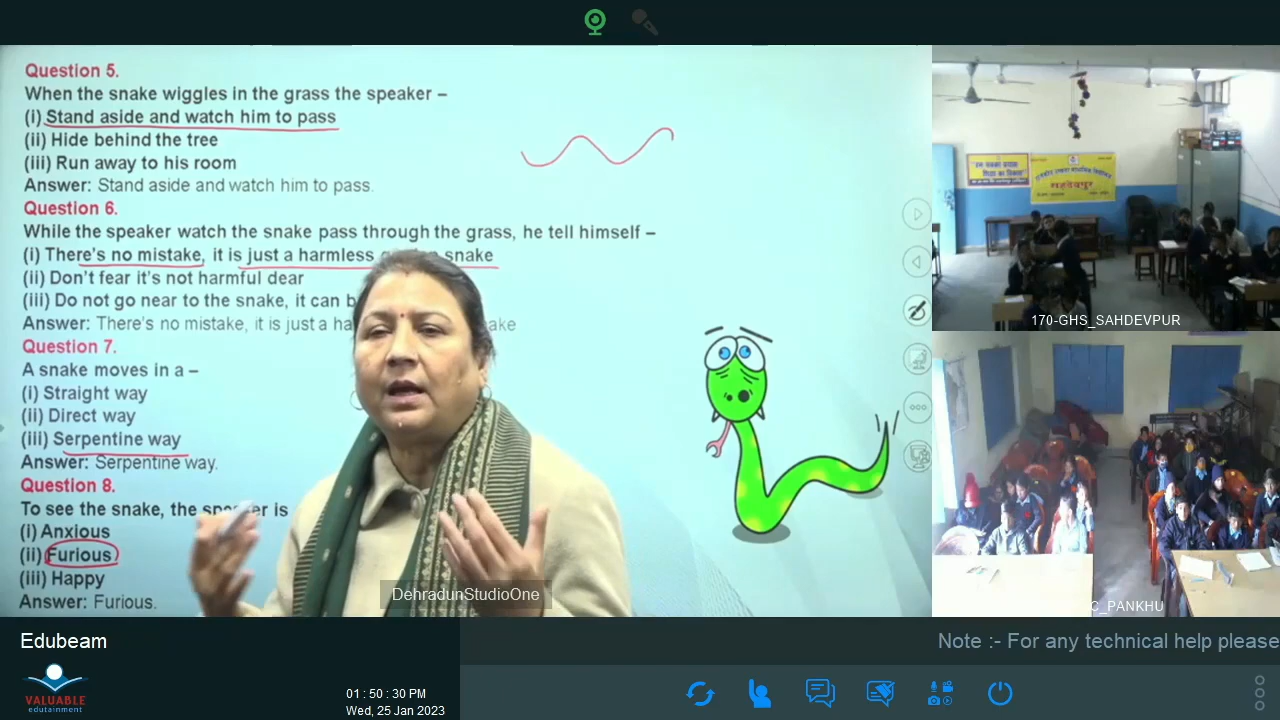 Question 5.
When the snake wiggles in the grass the speaker –
(i) Stand aside and watch him to pass
(ii) Hide behind the tree
(iii) Run away to his room
Answer: Stand aside and watch him to pass.
Question 6.
While the speaker watch the snake pass through the grass, he tell himself –
(i) There's no mistake, it is just a harmless snake
(ii) Don't fear it's not harmful dear
(iii) Do not go near to the snake, it can
Answer: There's no mistake, it is just a
Question 7.
A snake moves in a –
(i) Straight way
(ii) Direct way
(iii) Serpentine way
Answer: Serpentine way.
Question 8.
To see the snake, the is
(i) Anxious
(ii) Furious
(iii) Happy
Answer: Furious.
DehradunStudioOne
170-GHS_SAHDEVPUR
सहदेवपुर
PANKHU
Edubeam
Note :- For any technical help please
VALUABLE
edutainment
01 : 50 : 30 PM
Wed, 25 Jan 2023